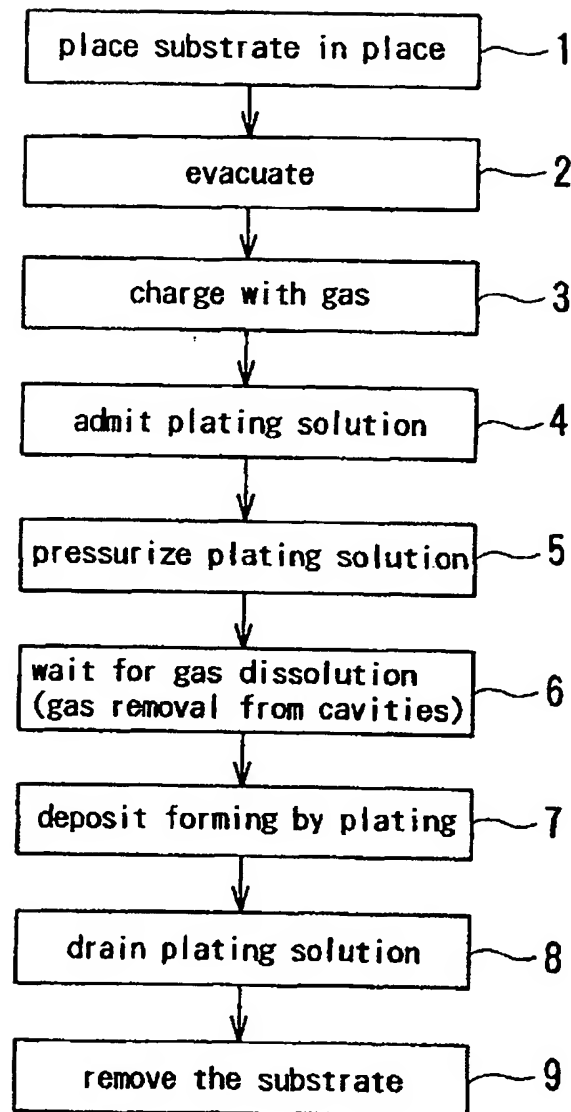 place substrate in place 1
evacuate 2
charge with gas 3
admit plating solution 4
pressurize plating solution 5
wait for gas dissolution
(gas removal from cavities) 6
deposit forming by plating 7
drain plating solution 8
remove the substrate 9